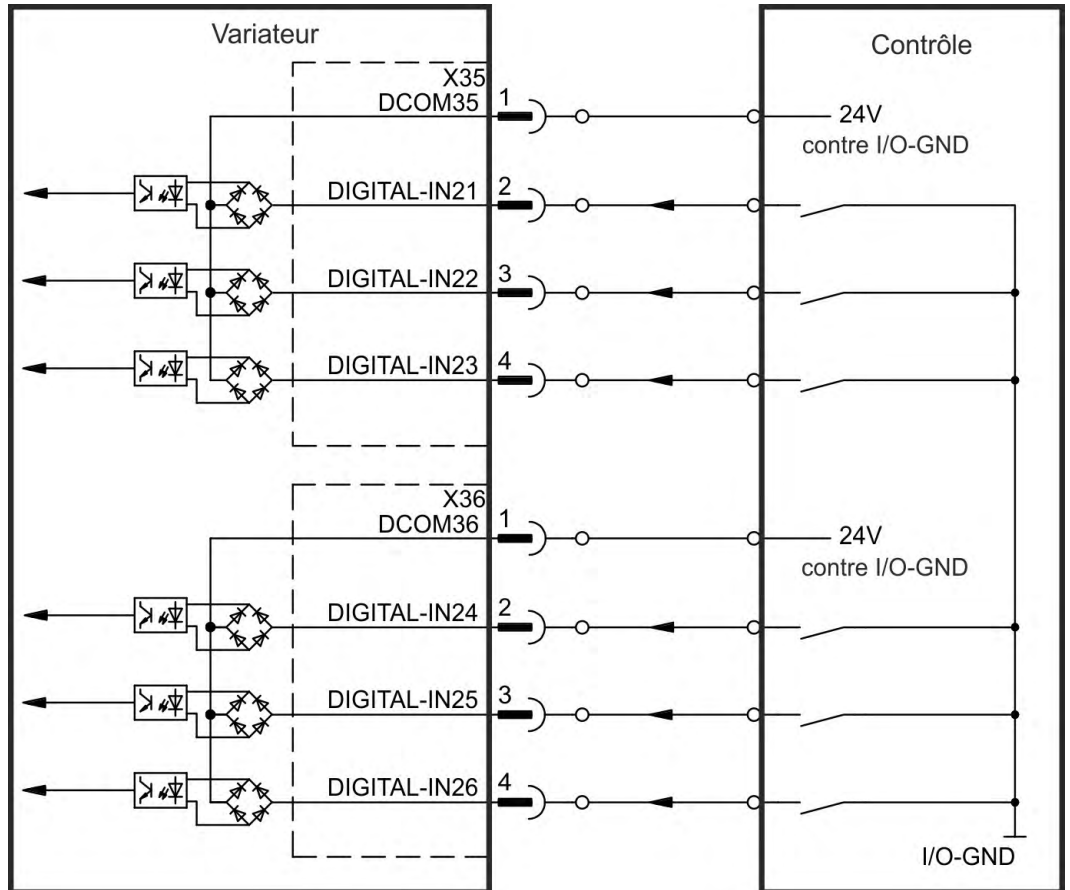 Variateur
Contrôle
X35
DCOM35
1
24V
contre I/O-GND
DIGITAL-IN21
2
DIGITAL-IN22
3
DIGITAL-IN23
4
X36
DCOM36
1
24V
contre I/O-GND
DIGITAL-IN24
2
DIGITAL-IN25
3
DIGITAL-IN26
4
I/O-GND